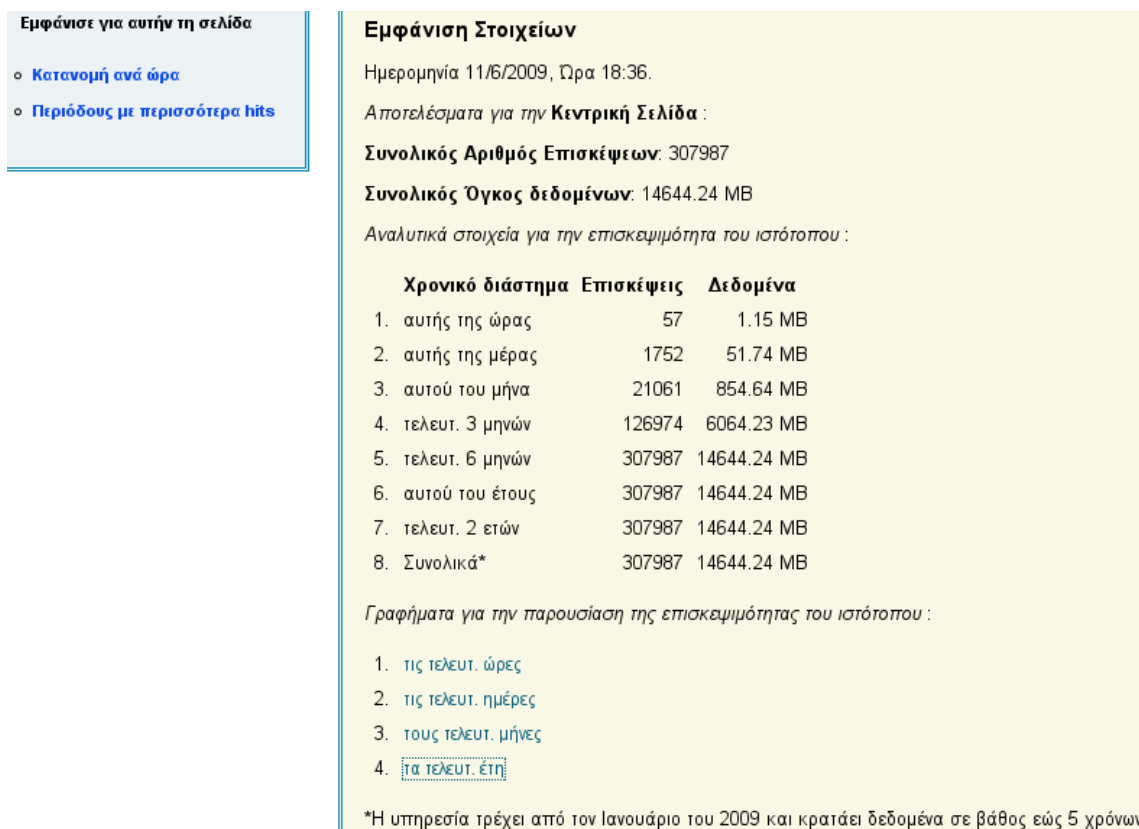 Εμφάνισε για αυτήν τη σελίδα
Κατανομή ανά ώρα
Περιόδους με περισσότερα hits
Εμφάνιση Στοιχείων
Ημερομηνία 11/6/2009, Ώρα 18:36.
Αποτελέσματα για την Κεντρική Σελίδα :
Συνολικός Αριθμός Επισκέψεων: 307987
Συνολικός Όγκος δεδομένων: 14644.24 MB
Αναλυτικά στοιχεία για την επισκεψιμότητα του ιστότοπου :
Χρονικό διάστημα Επισκέψεις Δεδομένα
1. αυτής της ώρας 57 1.15 MB
2. αυτής της μέρας 1752 51.74 MB
3. αυτού του μήνα 21061 854.64 MB
4. τελευτ. 3 μηνών 126974 6064.23 MB
5. τελευτ. 6 μηνών 307987 14644.24 MB
6. αυτού του έτους 307987 14644.24 MB
7. τελευτ. 2 ετών 307987 14644.24 MB
8. Συνολικά* 307987 14644.24 MB
Γραφήματα για την παρουσίαση της επισκεψιμότητας του ιστότοπου :
1. τις τελευτ. ώρες
2. τις τελευτ. ημέρες
3. τους τελευτ. μήνες
4. τα τελευτ. έτη
*Η υπηρεσία τρέχει από τον Ιανουάριο του 2009 και κρατάει δεδομένα σε βάθος εώς 5 χρόνων